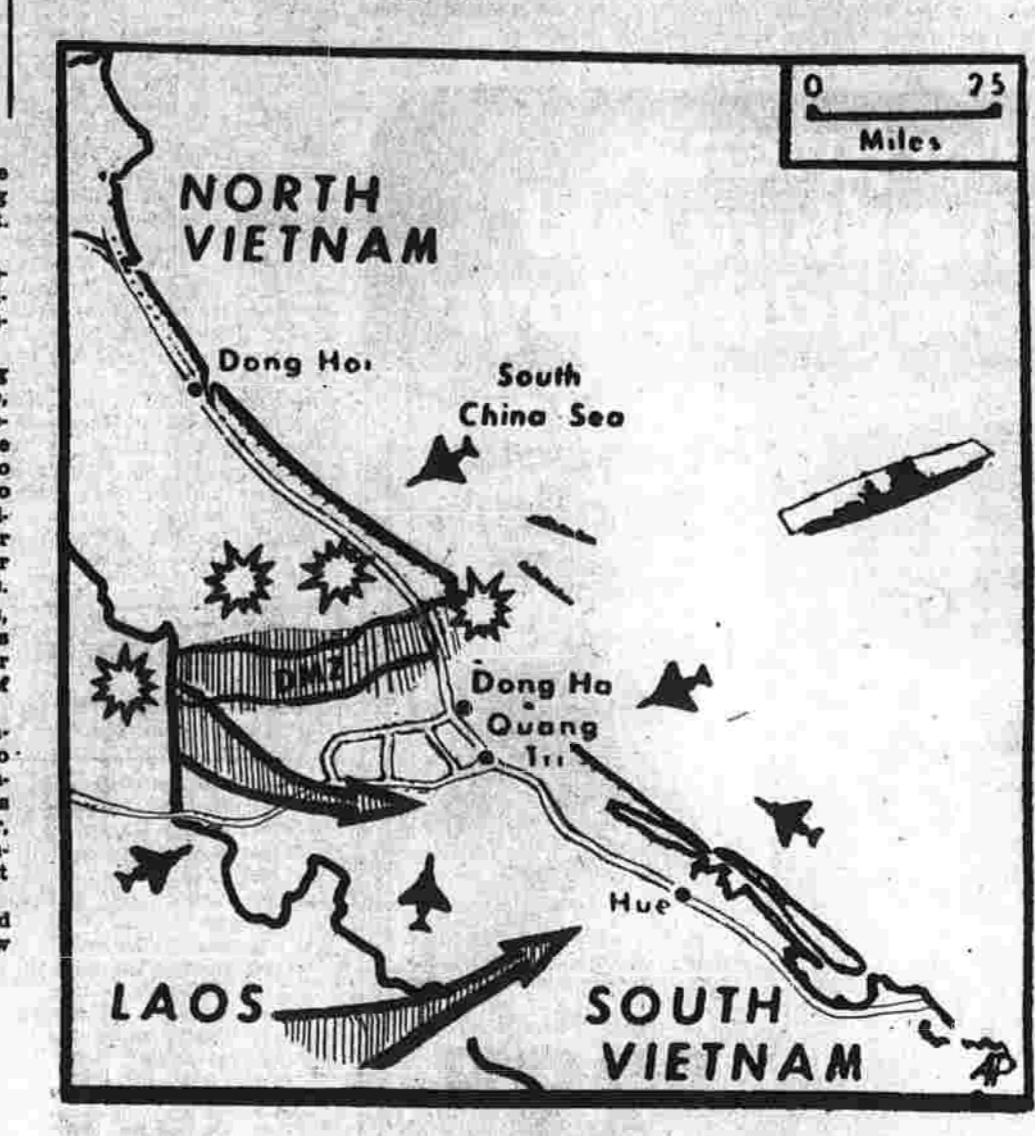 0 25
Miles
NORTH
VIETNAM
Dong Hoi
South
China Sea
DMZ
Dong Ha
Quang
Tri
Hue
LAOS
SOUTH
VIETNAM
AP